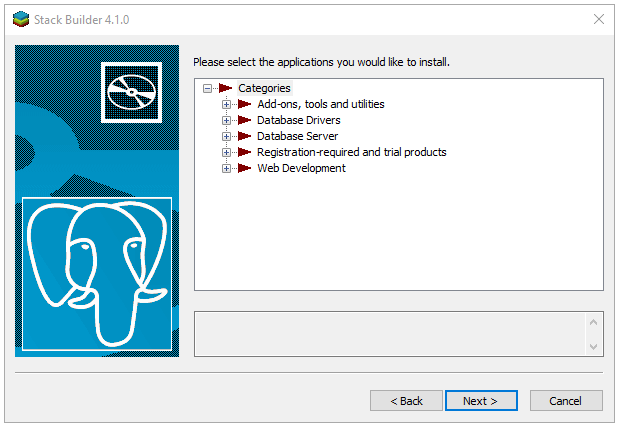 Stack Builder 4.1.0
Please select the applications you would like to install.
Categories
Add-ons, tools and utilities
Database Drivers
Database Server
Registration-required and trial products
Web Development
< Back
Next >
Cancel